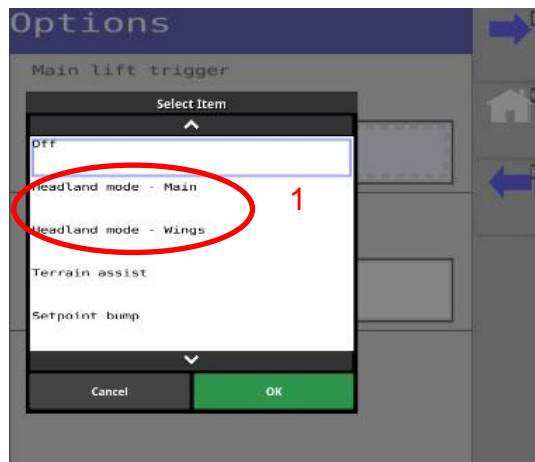 Options
Main lift trigger
Select Item
Off
Headland mode - Main
1
Headland mode - Wings
Terrain assist
Setpoint bump
Cancel
OK